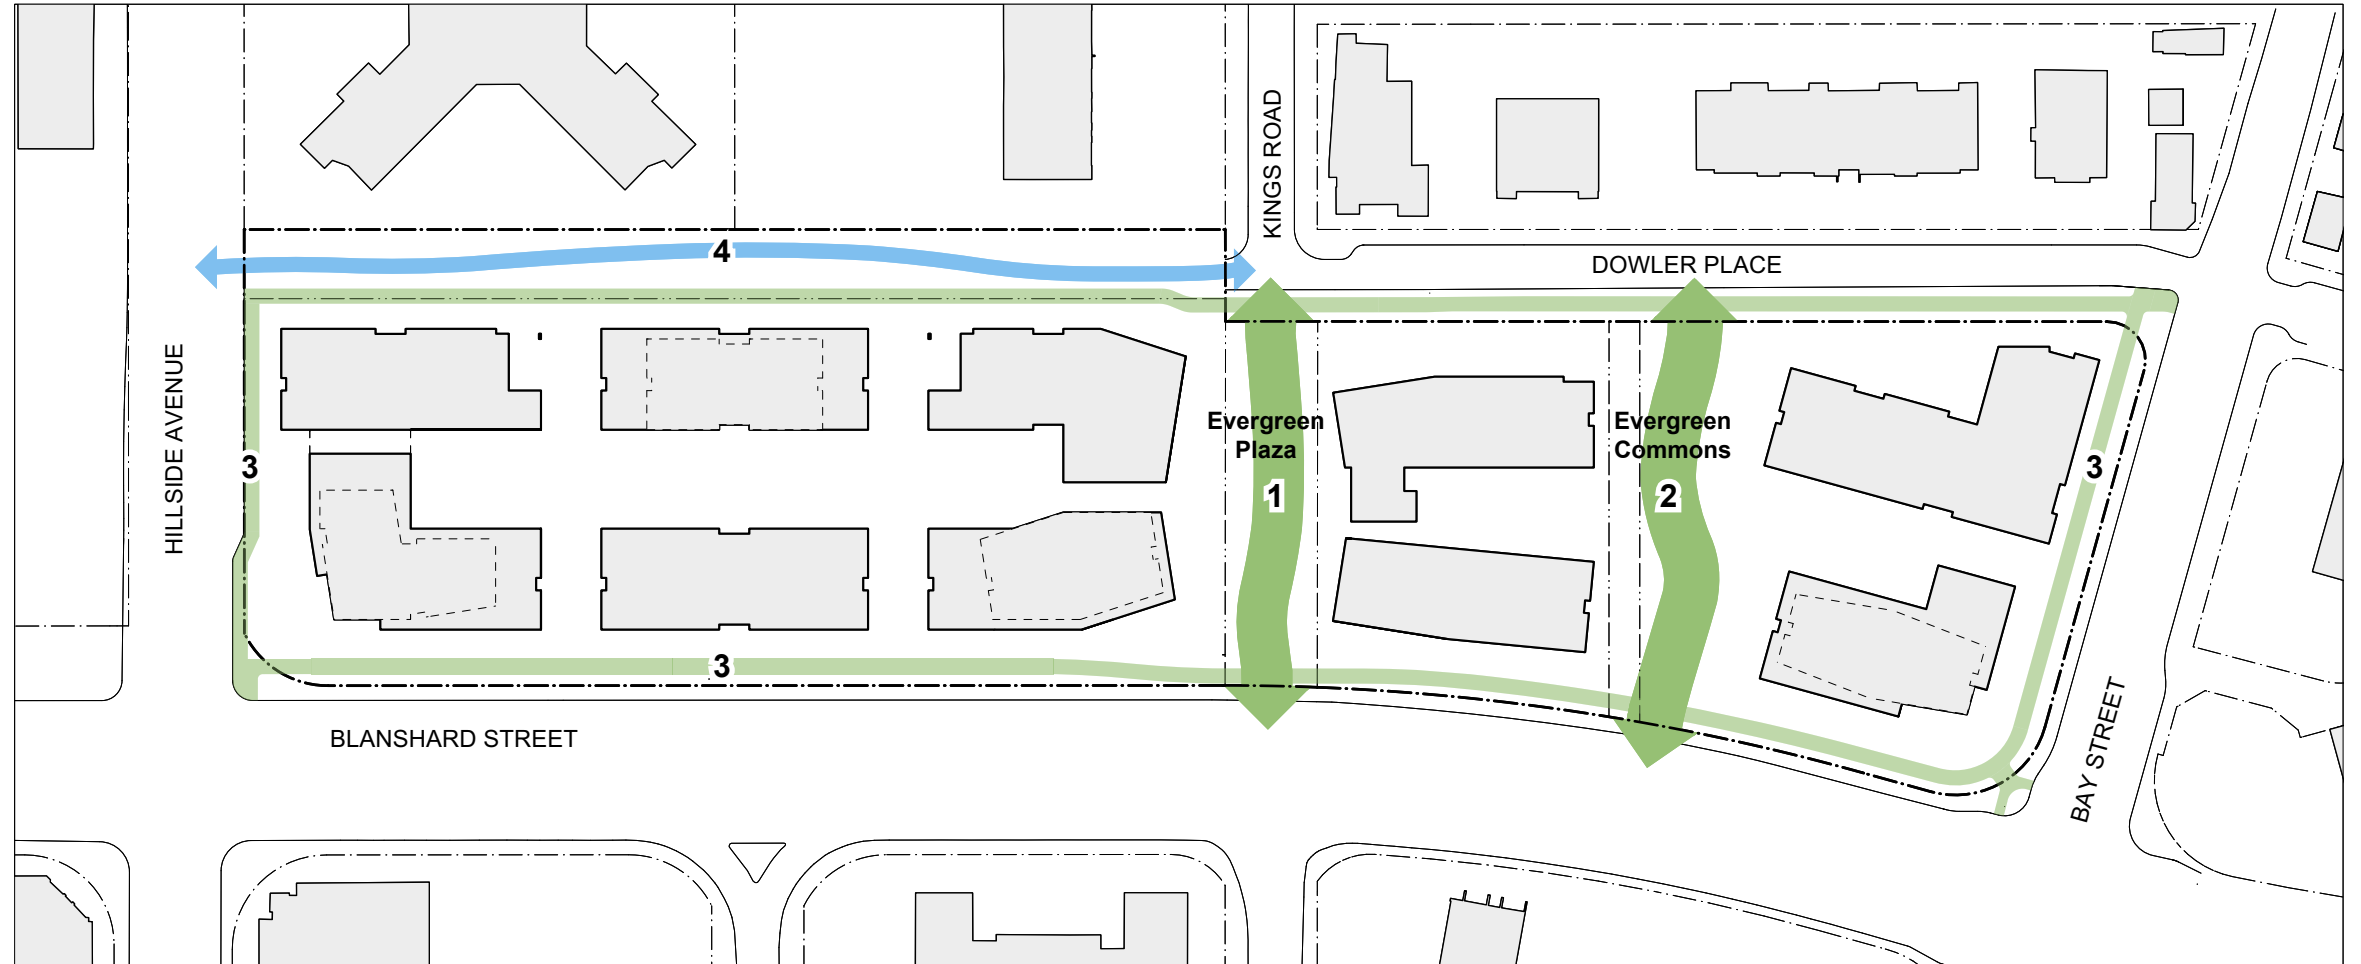 KINGS ROAD
4
DOWLER PLACE
HILLSIDE AVENUE
Evergreen
Plaza
Evergreen
Commons
3
3
1
2
3
BLANSHARD STREET
BAY STREET